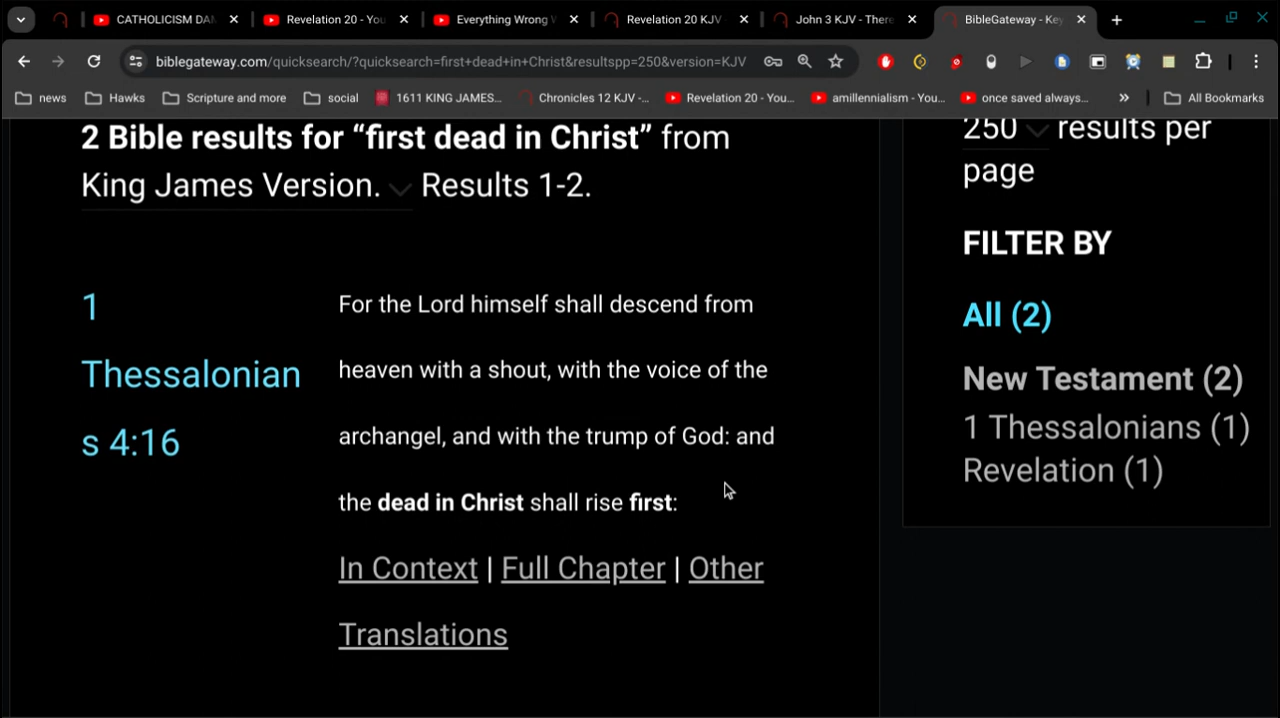 CATHOLICISM DAM
Revelation 20 - You
Everything Wrong
Revelation 20 KJV
John 3 KJV - There
BibleGateway - Key
biblegateway.com/quicksearch/?quicksearch=first+dead+in+Christ&resultspp=250&version=KJV
news
Hawks
Scripture and more
social
1611 KING JAMES...
Chronicles 12 KJV -...
Revelation 20 - You...
amillennialism - You...
once saved always...
»
All Bookmarks
2 Bible results for “first dead in Christ” from
King James Version. Results 1-2.
1
Thessalonian
s 4:16
For the Lord himself shall descend from
heaven with a shout, with the voice of the
archangel, and with the trump of God: and
the dead in Christ shall rise first:
In Context | Full Chapter | Other
Translations
250 results per
page
FILTER BY
All (2)
New Testament (2)
1 Thessalonians (1)
Revelation (1)